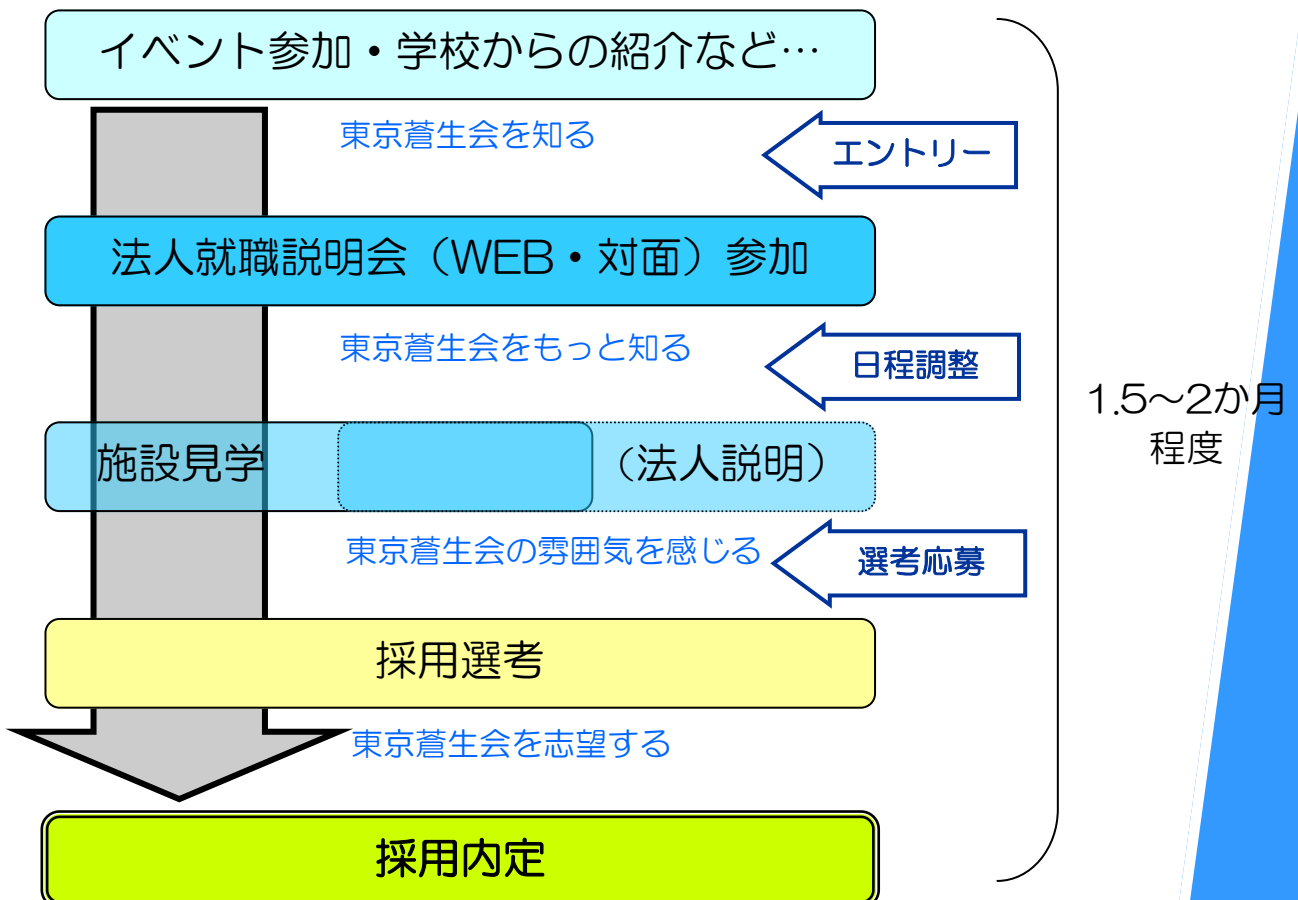 イベント参加・学校からの紹介など…
東京蒼生会を知る
エントリー
法人就職説明会（WEB・対面）参加
東京蒼生会をもっと知る
日程調整
1.5～2か月
程度
施設見学
（法人説明）
東京蒼生会の雰囲気を感じる
選考応募
採用選考
東京蒼生会を志望する
採用内定